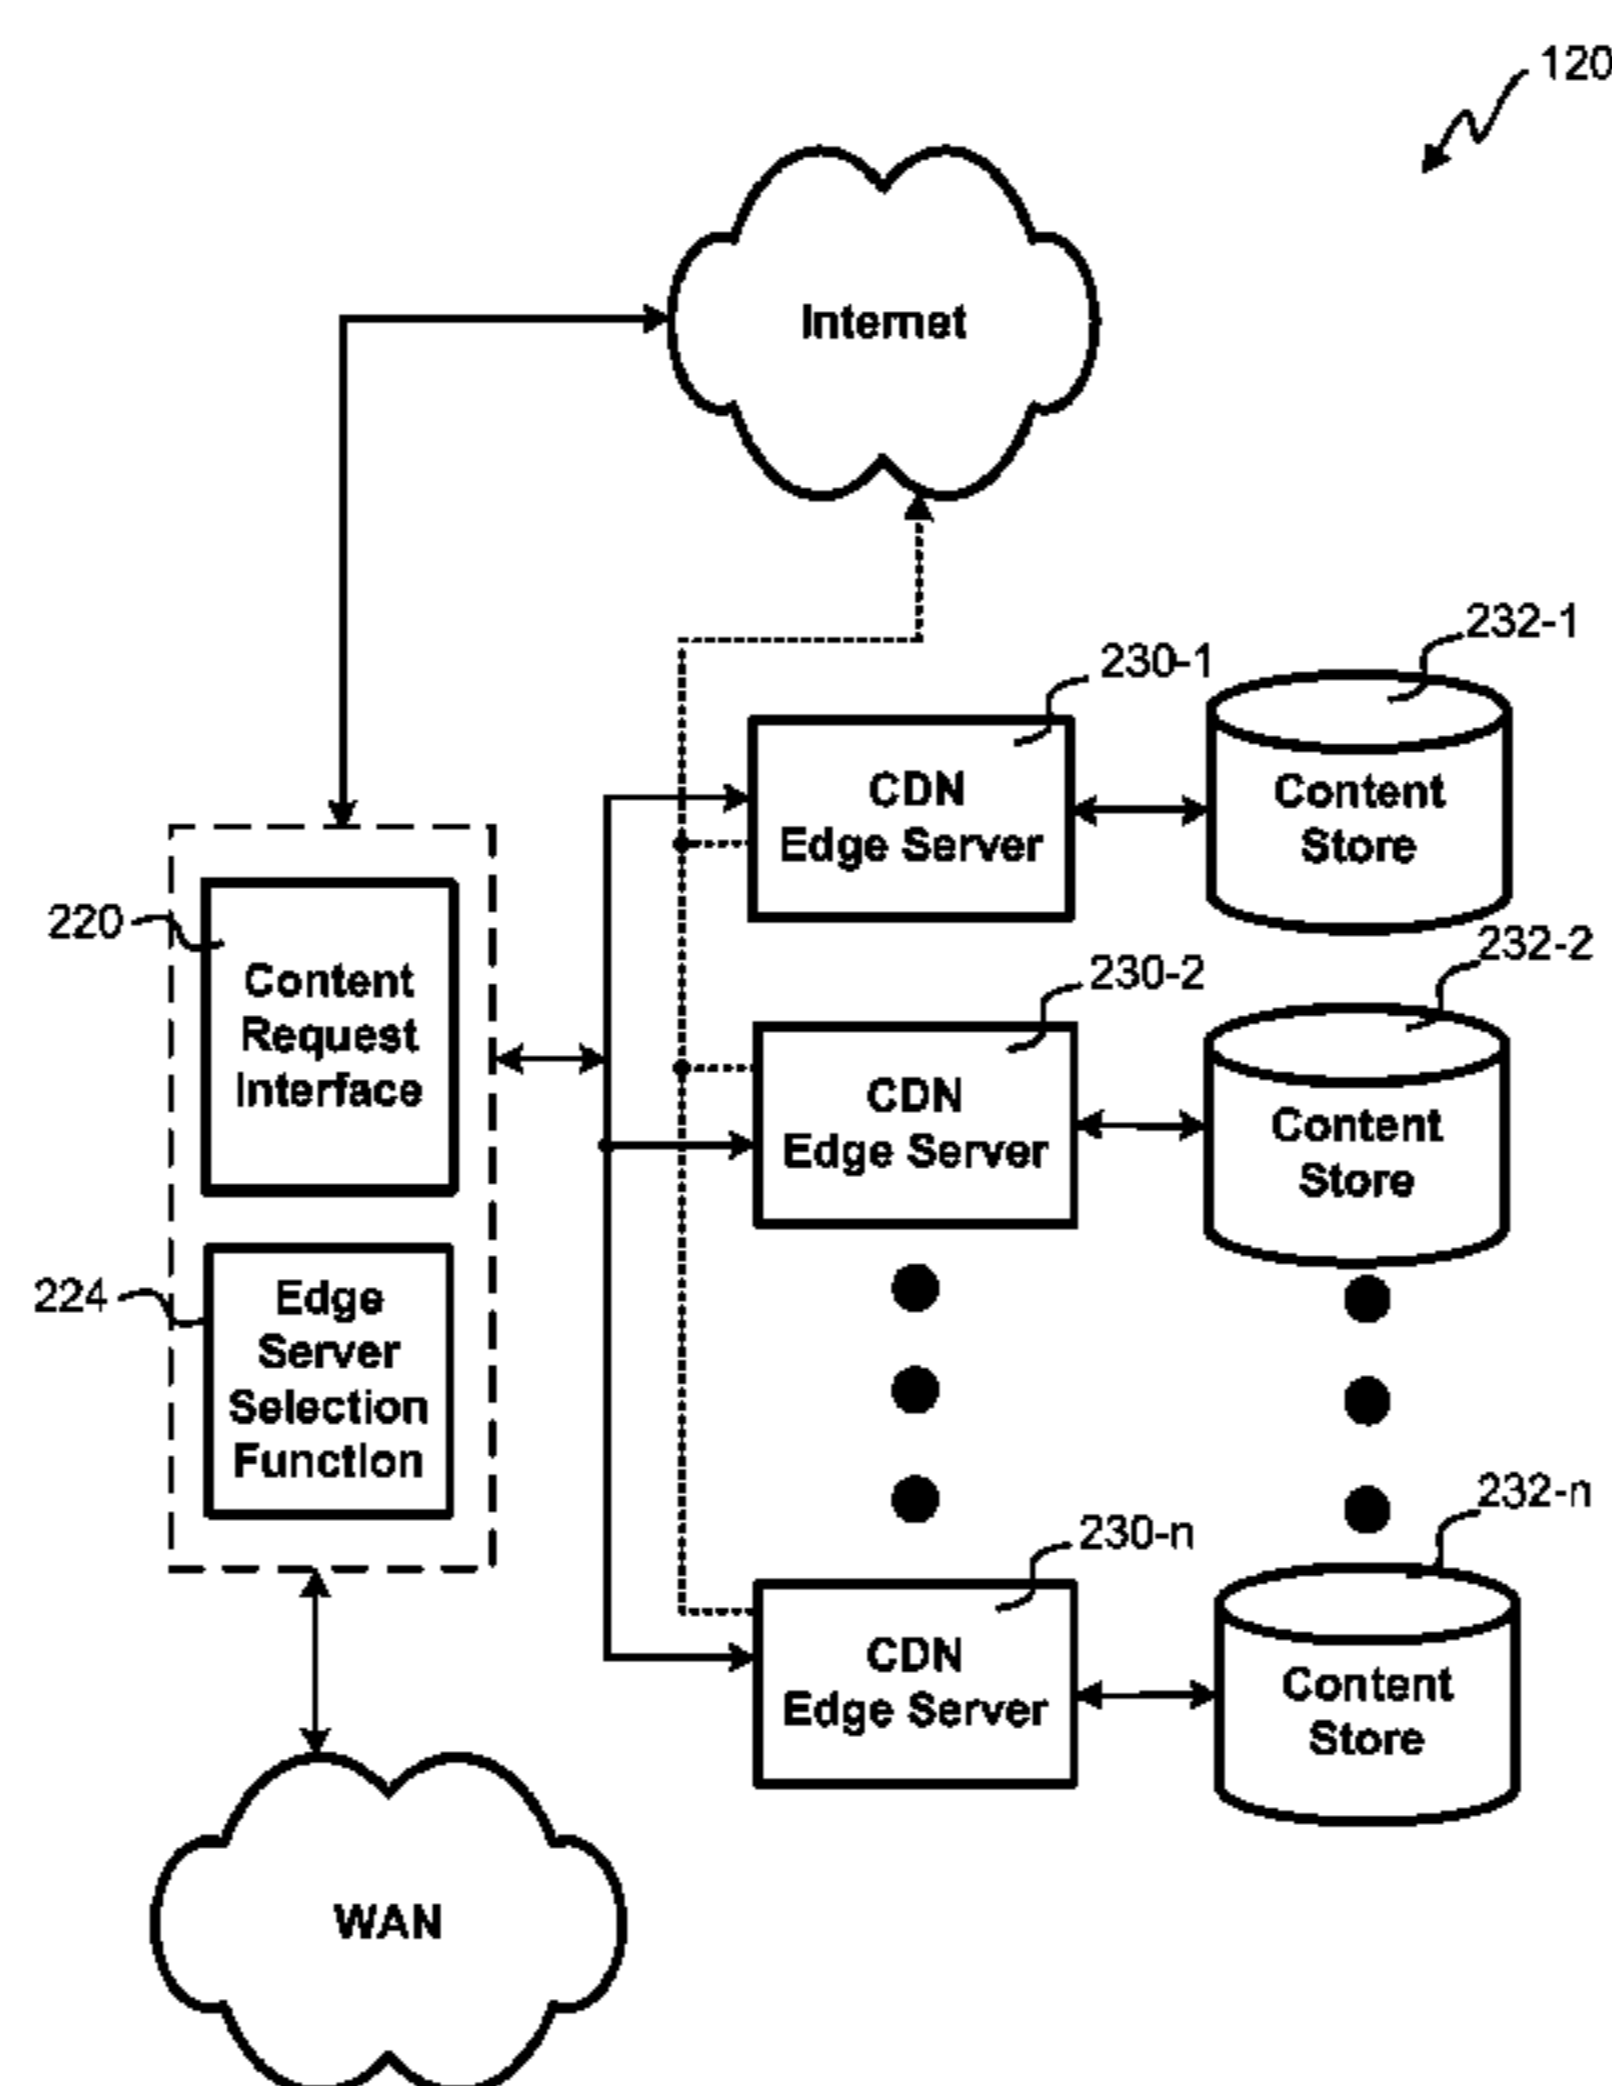 120
Internet
232-1
230-1
CDN
Edge Server
Content
Store
220
Content
Request
Interface
232-2
230-2
CDN
Edge Server
Content
Store
224
Edge
Server
Selection
Function
232-n
230-n
CDN
Edge Server
Content
Store
WAN